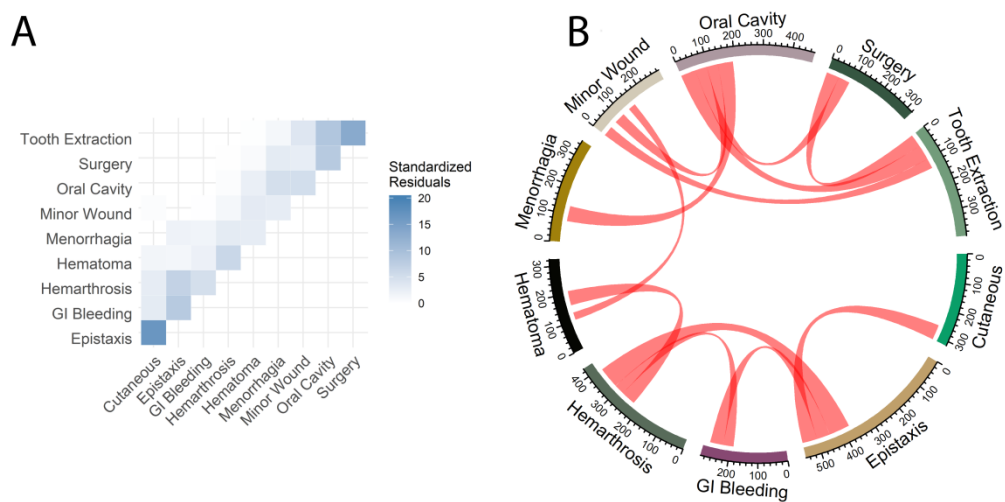 A
Tooth Extraction
Surgery
Oral Cavity
Minor Wound
Menorrhagia
Hematoma
Hemarthrosis
GI Bleeding
Epistaxis
Cutaneous
Epistaxis
GI Bleeding
Hemarthrosis
Hematoma
Menorrhagia
Minor Wound
Oral Cavity
Surgery
Standardized
Residuals
20
15
10
5
0
B
Oral Cavity
0 100 200 300 400
Surgery
0 100 200 300
Tooth Extraction
0 100 200 300
Cutaneous
0 100 200 300
Epistaxis
0 100 200 300 400 500
GI Bleeding
0 100 200
Hemarthrosis
0 100 200 300 400
Hematoma
0 100 200 300
Menorrhagia
0 100 200 300
Minor Wound
0 100 200